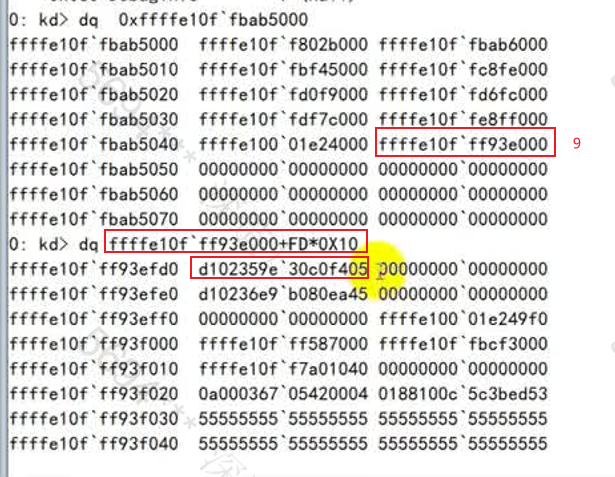 0: kd> dq  0xffffe10ffbab5000
ffffe10f`fbab5000  ffffe10f`f802b000 ffffe10f`fbab6000
ffffe10f`fbab5010  ffffe10f`fbf45000 ffffe10f`fc8fe000
ffffe10f`fbab5020  ffffe10f`fd0f9000 ffffe10f`fd6fc000
ffffe10f`fbab5030  ffffe10f`fdf7c000 ffffe10f`fe8ff000
ffffe10f`fbab5040  ffffe100`01e24000 ffffe10f`ff93e000 9
ffffe10f`fbab5050  00000000`00000000 00000000`00000000
ffffe10f`fbab5060  00000000`00000000 00000000`00000000
ffffe10f`fbab5070  00000000`00000000 00000000`00000000
0: kd> dq ffffe10f`ff93e000+FD*0X10
ffffe10f`ff93efd0  d102359e`30c0f405 00000000`00000000
ffffe10f`ff93efe0  d10236e9`b080ea45 00000000`00000000
ffffe10f`ff93eff0  00000000`00000000 ffffe100`01e249f0
ffffe10f`ff93f000  ffffe10f`ff587000 ffffe10f`fbcf3000
ffffe10f`ff93f010  ffffe10f`f7a01040 00000000`00000000
ffffe10f`ff93f020  0a000367`05420004 0188100c`5c3bed53
ffffe10f`ff93f030  55555555`55555555 55555555`55555555
ffffe10f`ff93f040  55555555`55555555 55555555`55555555